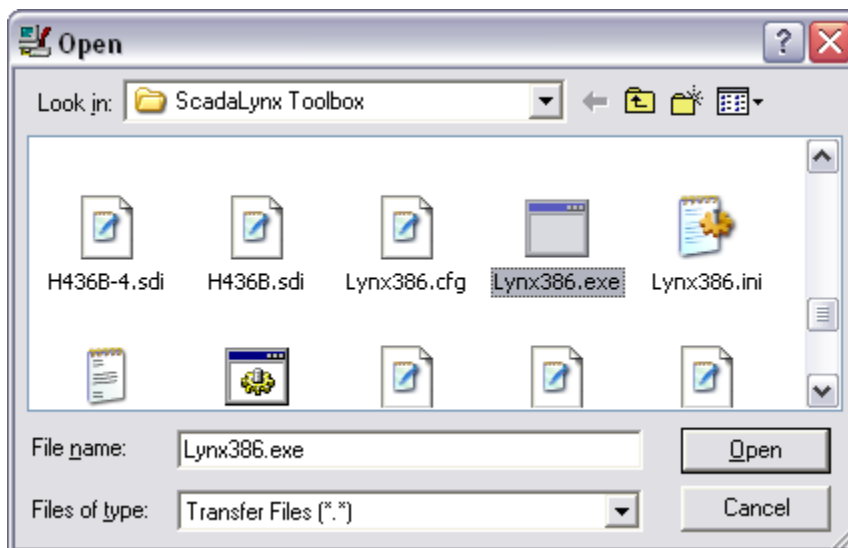 Open
Look in: ScadaLynx Toolbox
H436B-4.sdi H436B.sdi Lynx386.cfg Lynx386.exe Lynx386.ini
File name: Lynx386.exe Open
Files of type: Transfer Files (*.*) Cancel